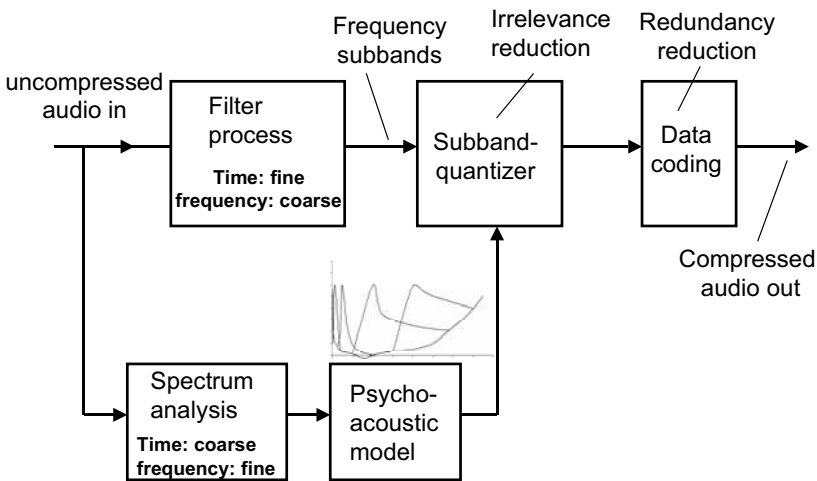 Frequency
subbands
Irrelevance
reduction
Redundancy
reduction
uncompressed
audio in
Filter
process
Time: fine
frequency: coarse
Subband-
quantizer
Data
coding
Compressed
audio out
Spectrum
analysis
Time: coarse
frequency: fine
Psycho-
acoustic
model